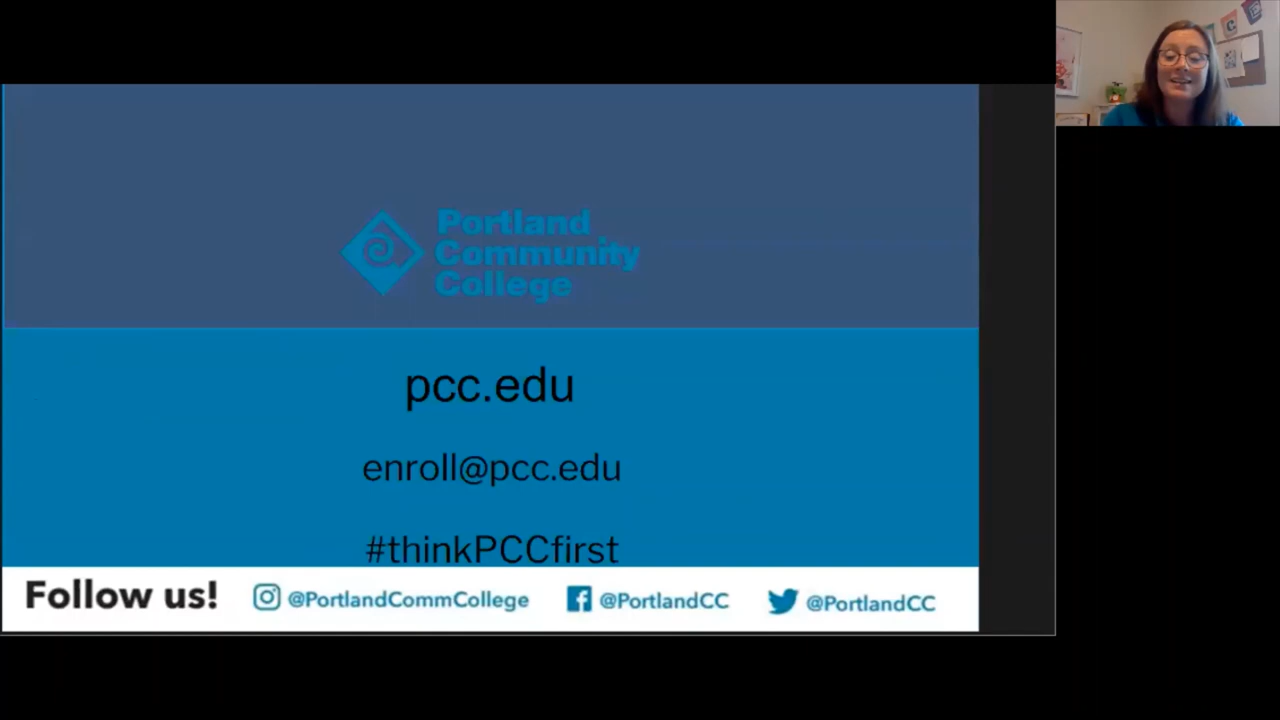 Portland
Community
College
pcc.edu
enroll@pcc.edu
#thinkPCCfirst
Follow us! @PortlandCommCollege @PortlandCC @PortlandCC